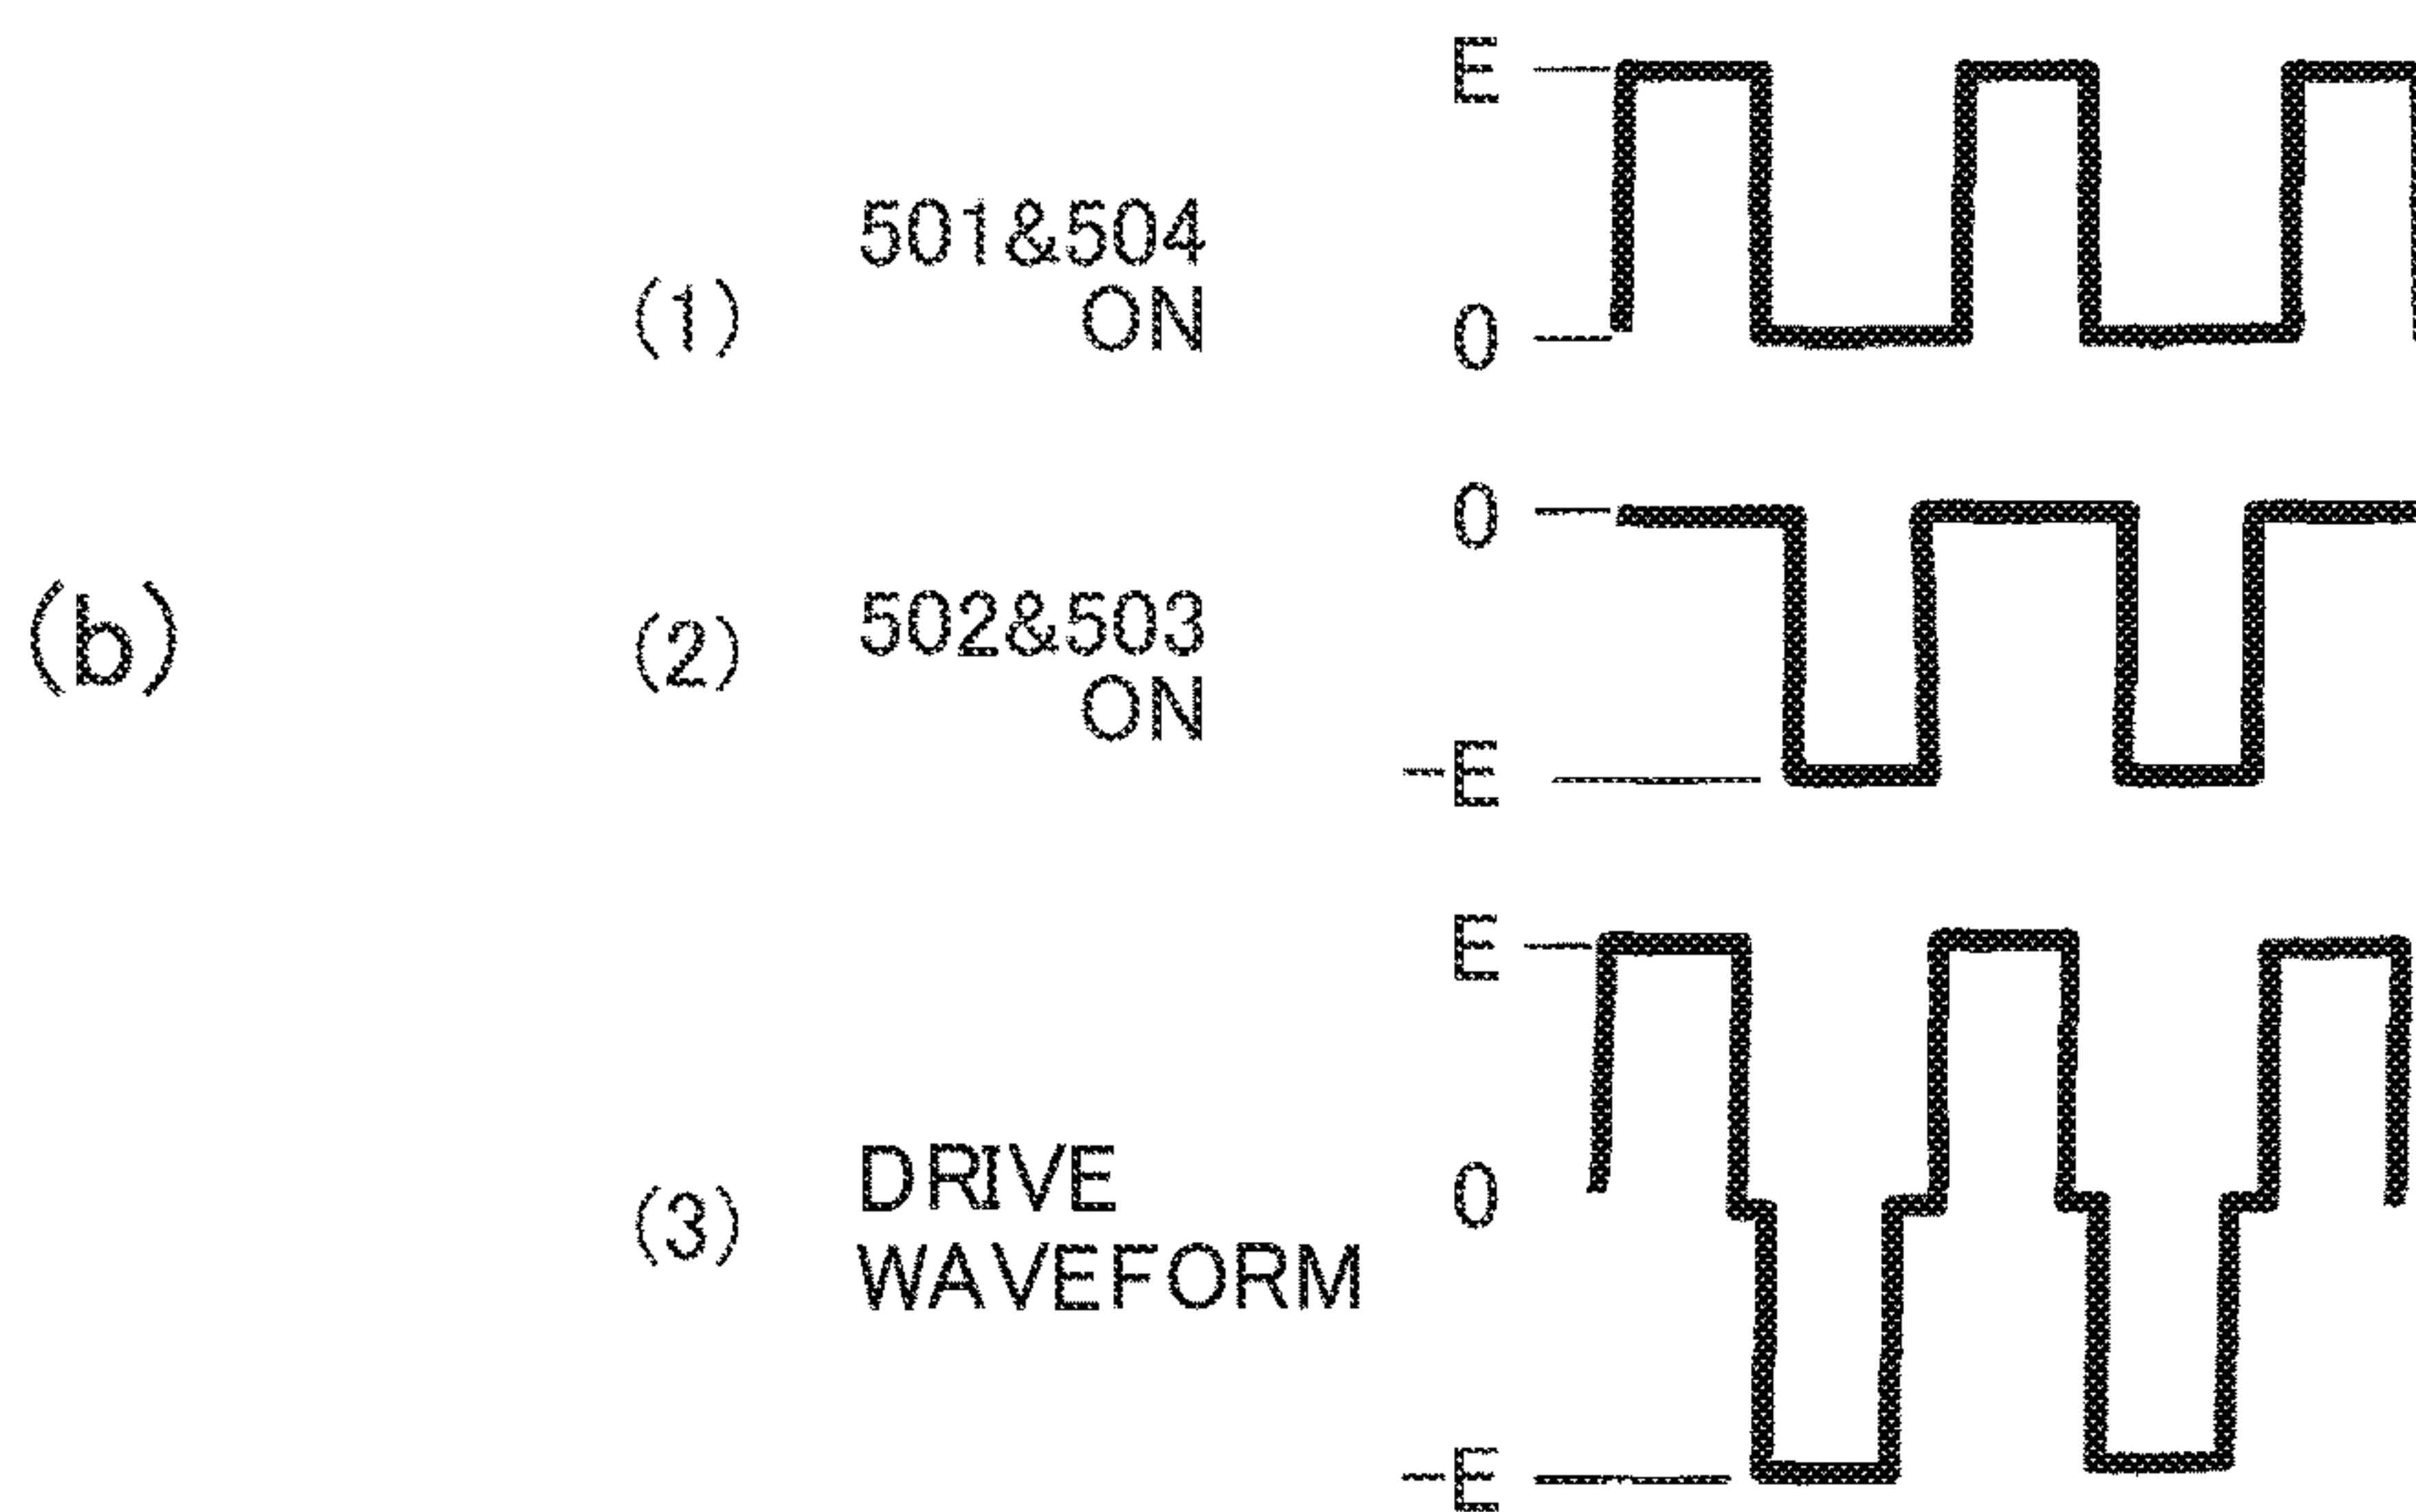 E
501&504
(1) ON
0
0
(b)
(2) 502&503
ON
-E
E
DRIVE
(3) 0
WAVEFORM
-E